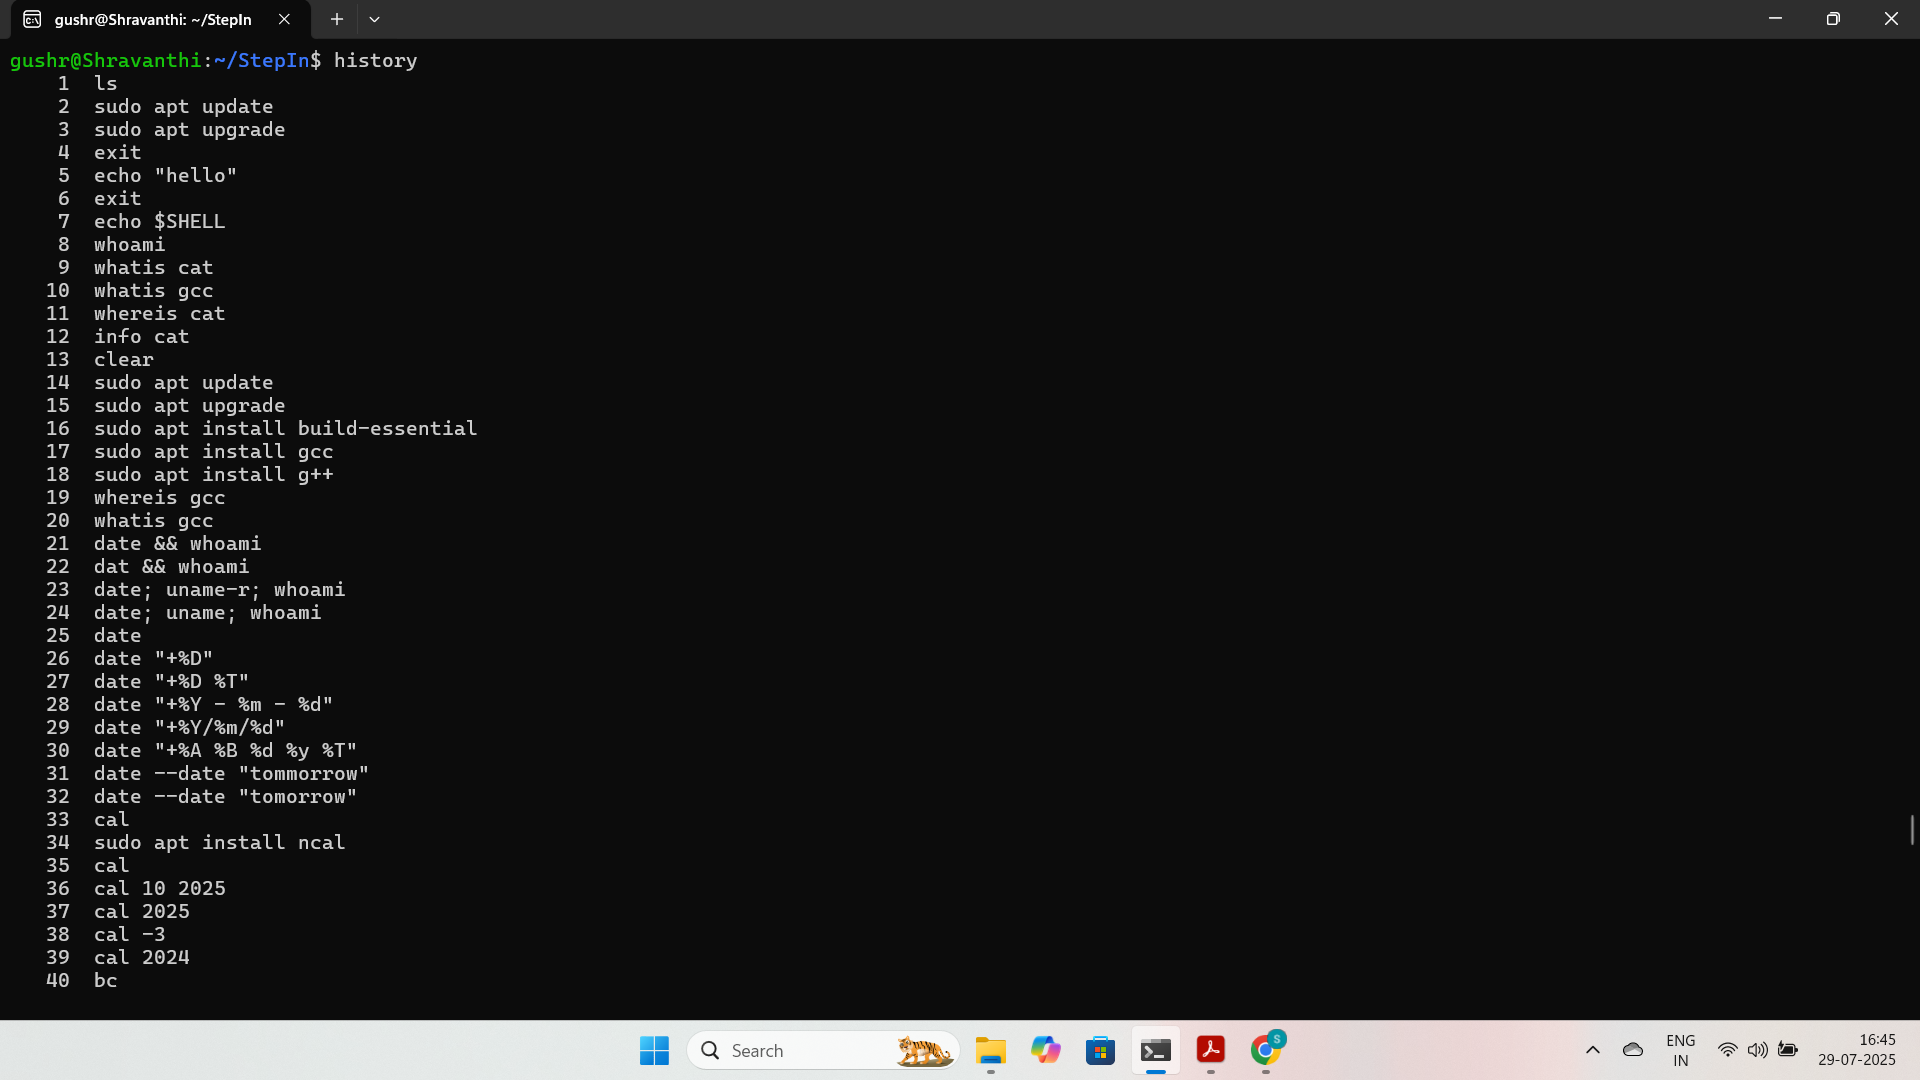 gushr@Shravanthi: ~/StepIn
gushr@Shravanthi:~/StepIn$ history
1 ls
2 sudo apt update
3 sudo apt upgrade
4 exit
5 echo "hello"
6 exit
7 echo $SHELL
8 whoami
9 whatis cat
10 whatis gcc
11 whereis cat
12 info cat
13 clear
14 sudo apt update
15 sudo apt upgrade
16 sudo apt install build-essential
17 sudo apt install gcc
18 sudo apt install g++
19 whereis gcc
20 whatis gcc
21 date && whoami
22 dat && whoami
23 date; uname-r; whoami
24 date; uname; whoami
25 date
26 date "+%D"
27 date "+%D %T"
28 date "+%Y - %m - %d"
29 date "+%Y/%m/%d"
30 date "+%A %B %d %y %T"
31 date --date "tommorrow"
32 date --date "tomorrow"
33 cal
34 sudo apt install ncal
35 cal
36 cal 10 2025
37 cal 2025
38 cal -3
39 cal 2024
40 bc
Search
S
ENG
IN
16:45
29-07-2025